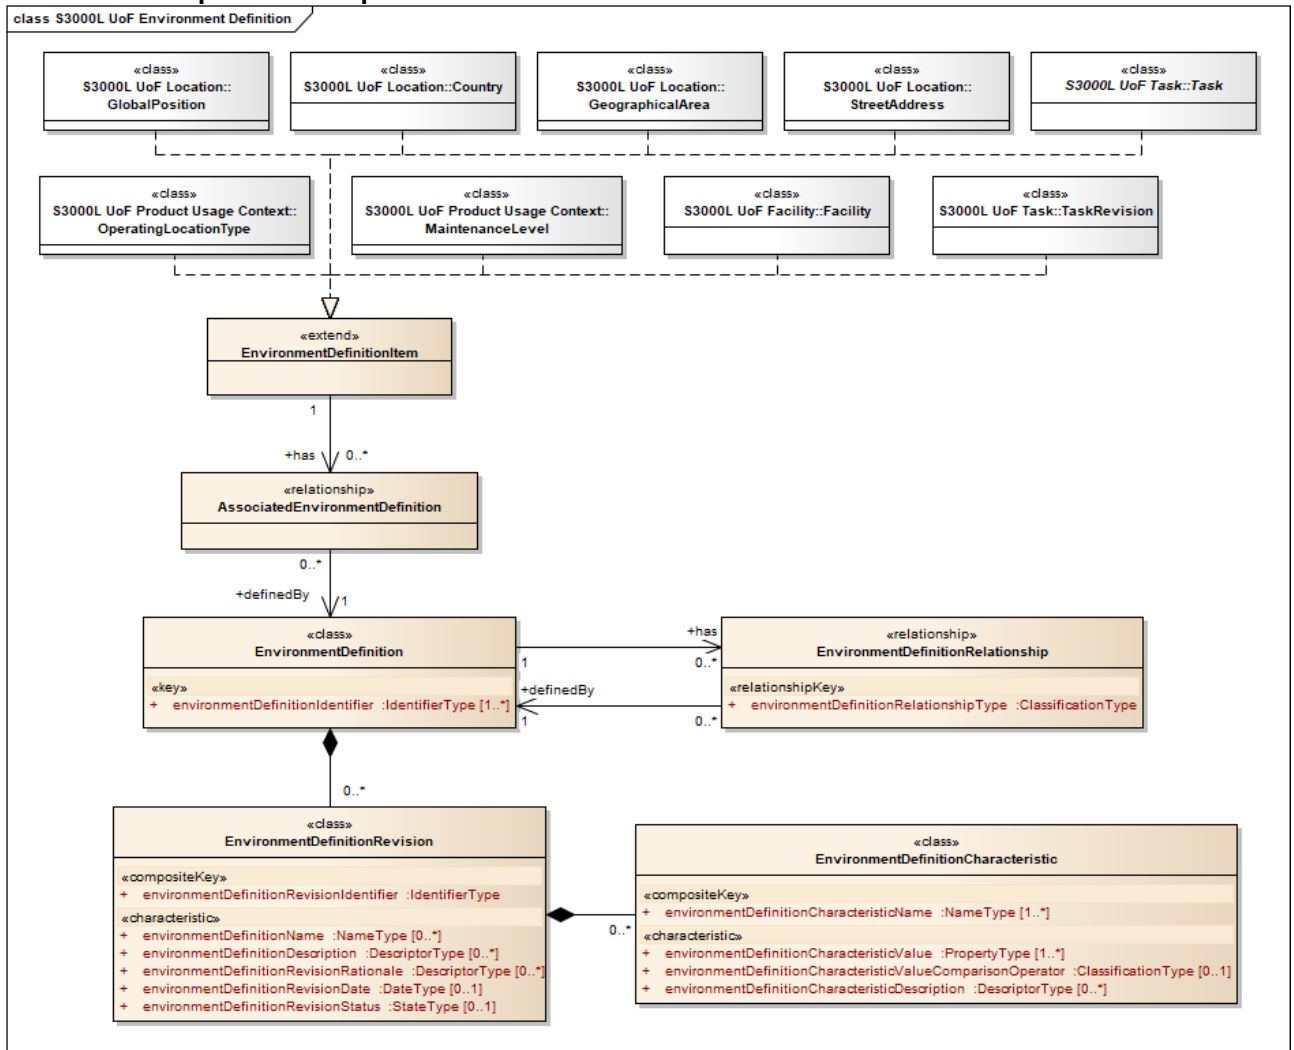 class S3000L UoF Environment Definition
«class»
S3000L UoF Location::
GlobalPosition
«class»
S3000L UoF Location::Country
«class»
S3000L UoF Location::
GeographicalArea
«class»
S3000L UoF Location::
StreetAddress
«class»
S3000L UoF Task::Task
«class»
S3000L UoF Product Usage Context::
OperatingLocationType
«class»
S3000L UoF Product Usage Context::
MaintenanceLevel
«class»
S3000L UoF Facility::Facility
«class»
S3000L UoF Task::TaskRevision
«extend»
EnvironmentDefinitionItem
1
+has 0..*
«relationship»
AssociatedEnvironmentDefinition
0..*
+definedBy 1
«class»
EnvironmentDefinition
«key»
+ environmentDefinitionIdentifier :IdentifierType [1..*]
+has
1 0..*
+definedBy
1 0..*
«relationship»
EnvironmentDefinitionRelationship
«relationshipKey»
+ environmentDefinitionRelationshipType :ClassificationType
0..*
«class»
EnvironmentDefinitionRevision
«compositeKey»
+ environmentDefinitionRevisionIdentifier :IdentifierType
«characteristic»
+ environmentDefinitionName :NameType [0..*]
+ environmentDefinitionDescription :DescriptorType [0..*]
+ environmentDefinitionRevisionRationale :DescriptorType [0..*]
+ environmentDefinitionRevisionDate :DateType [0..1]
+ environmentDefinitionRevisionStatus :StateType [0..1]
0..*
«class»
EnvironmentDefinitionCharacteristic
«compositeKey»
+ environmentDefinitionCharacteristicName :NameType [1..*]
«characteristic»
+ environmentDefinitionCharacteristicValue :PropertyType [1..*]
+ environmentDefinitionCharacteristicValueComparisonOperator :ClassificationType [0..1]
+ environmentDefinitionCharacteristicDescription :DescriptorType [0..*]